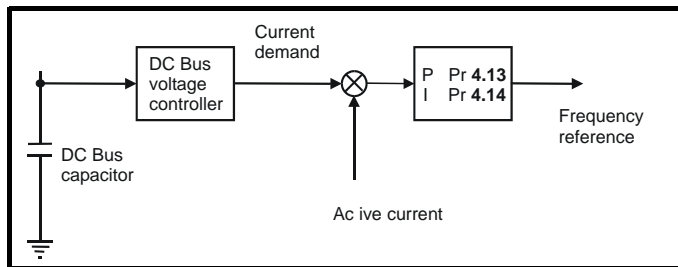 Current
demand
DC Bus
voltage
controller
P Pr 4.13
I Pr 4.14
Frequency
reference
DC Bus
capacitor
Ac ive current